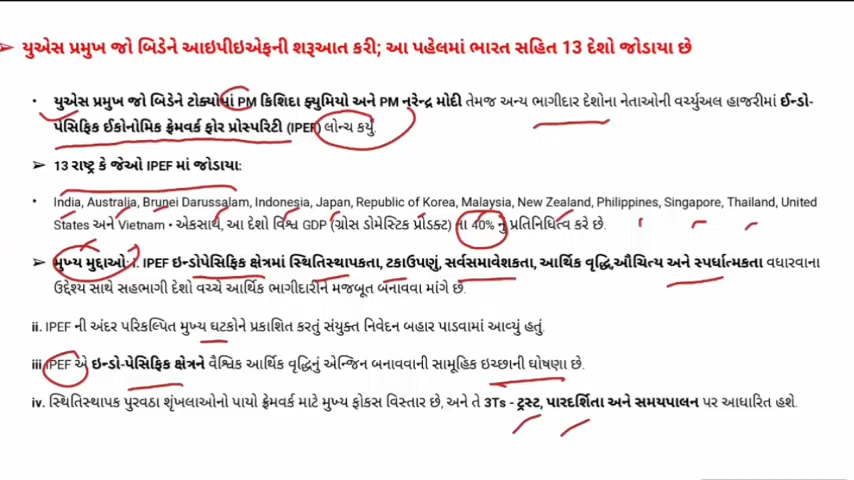 ➢ યુએસ પ્રમુખ જો બિડેને આઇપીઇએફની શરૂઆત કરી; આ પહેલમાં ભારત સહિત 13 દેશો જોડાયા છે
• યુએસ પ્રમુખ જો બિડેને ટોક્યોમાં PM કિશિદા ફ્યુમિયો અને PM નરેન્દ્ર મોદી તેમજ અન્ય ભાગીદાર દેશોના નેતાઓની વર્ચ્યુઅલ હાજરીમાં ઈન્ડો-
પેસિફિક ઈકોનોમિક ફ્રેમવર્ક ફોર પ્રોસ્પરિટી (IPEF) લોન્ચ કર્યું.
➢ 13 રાષ્ટ્ર કે જેઓ IPEF માં જોડાયા:
• India, Australia, Brunei Darussalam, Indonesia, Japan, Republic of Korea, Malaysia, New Zealand, Philippines, Singapore, Thailand, United
States અને Vietnam • એકસાથે, આ દેશો વિશ્વ GDP (ગ્રોસ ડોમેસ્ટિક પ્રોડક્ટ) ના 40% નું પ્રતિનિધિત્વ કરે છે.
➢ મુખ્ય મુદ્દાઓ: i. IPEF ઇન્ડોપેસિફિક ક્ષેત્રમાં સ્થિતિસ્થાપકતા, ટકાઉપણું, સર્વસમાવેશકતા, આર્થિક વૃદ્ધિ,ઔચિત્ય અને સ્પર્ધાત્મકતા વધારવાના
ઉદ્દેશ્ય સાથે સહભાગી દેશો વચ્ચે આર્થિક ભાગીદારીને મજબૂત બનાવવા માંગે છે.
ii. IPEF ની અંદર પરિકલ્પિત મુખ્ય ઘટકોને પ્રકાશિત કરતું સંયુક્ત નિવેદન બહાર પાડવામાં આવ્યું હતું.
iii. IPEF એ ઇન્ડો-પેસિફિક ક્ષેત્રને વૈશ્વિક આર્થિક વૃદ્ધિનું એન્જિન બનાવવાની સામૂહિક ઇચ્છાની ઘોષણા છે.
iv. સ્થિતિસ્થાપક પુરવઠા શૃંખલાઓનો પાયો ફ્રેમવર્ક માટે મુખ્ય ફોકસ વિસ્તાર છે, અને તે 3Ts - ટ્રસ્ટ, પારદર્શિતા અને સમયપાલન પર આધારિત હશે.